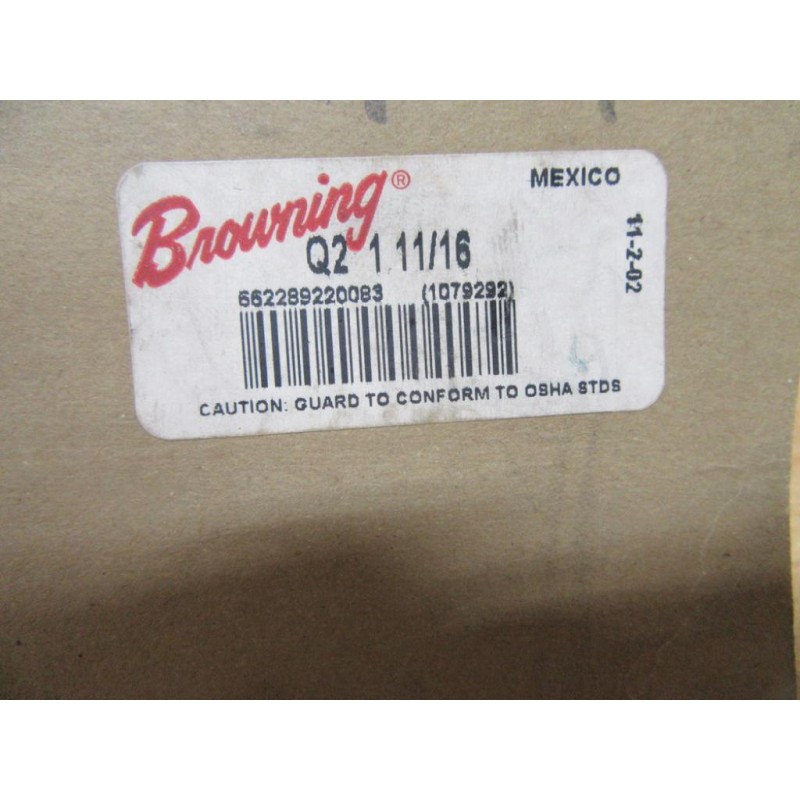 Browning®
MEXICO
Q2 1 11/16
662289220083 (1079292)
CAUTION: GUARD TO CONFORM TO OSHA STDS
11-2-02